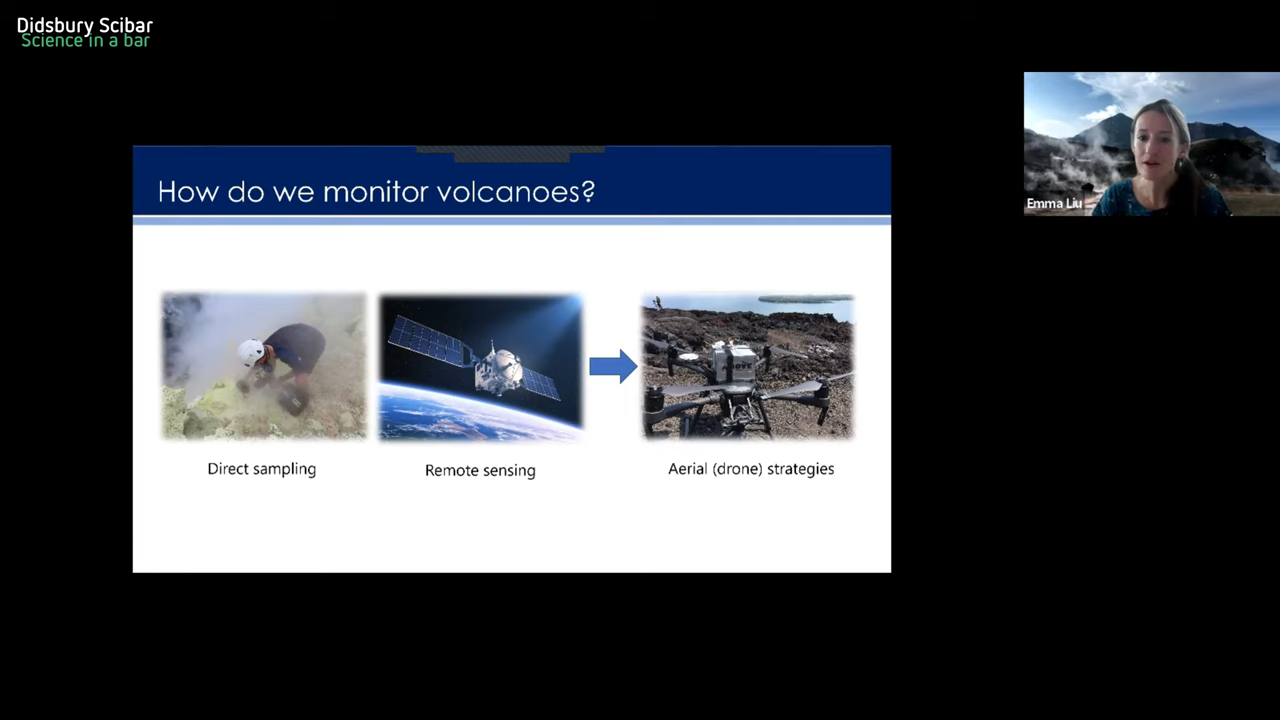 Didsbury Scibar
Science in a bar
Emma Liu
How do we monitor volcanoes?
Direct sampling
Remote sensing
Aerial (drone) strategies